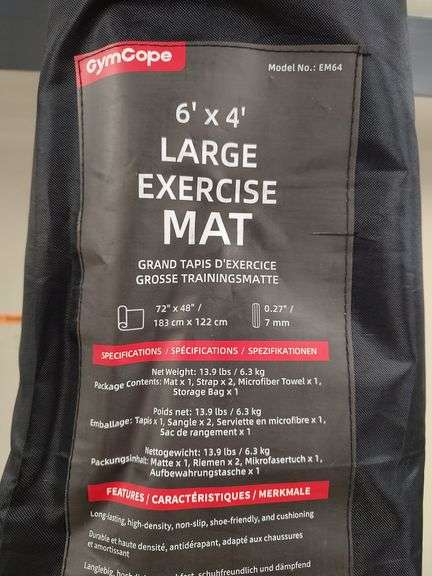 GymCope
Model No.: EM64
6' x 4'
LARGE
EXERCISE
MAT
GRAND TAPIS D'EXERCICE
GROSSE TRAININGSMATTE
72" x 48" /
183 cm x 122 cm
0.27" /
7 mm
SPECIFICATIONS / SPÉCIFICATIONS / SPEZIFIKATIONEN
Net Weight: 13.9 lbs / 6.3 kg
Package Contents: Mat x 1, Strap x 2, Microfiber Towel x 1,
Storage Bag x 1
Poids net: 13.9 lbs / 6.3 kg
Emballage: Tapis x 1, Sangle x 2, Serviette en microfibre x 1,
Sac de rangement x 1
Nettogewicht: 13.9 lbs / 6.3 kg
Packungsinhalt: Matte x 1, Riemen x 2, Mikrofasertuch x 1,
Aufbewahrungstasche x 1
FEATURES / CARACTÉRISTIQUES / MERKMALE
Long-lasting, high-density, non-slip, shoe-friendly, and cushioning
Durable et haute densité, antidérapant, adapté aux chaussures
et amortissant
Langlebig, schuhfreundlich und dämpfend